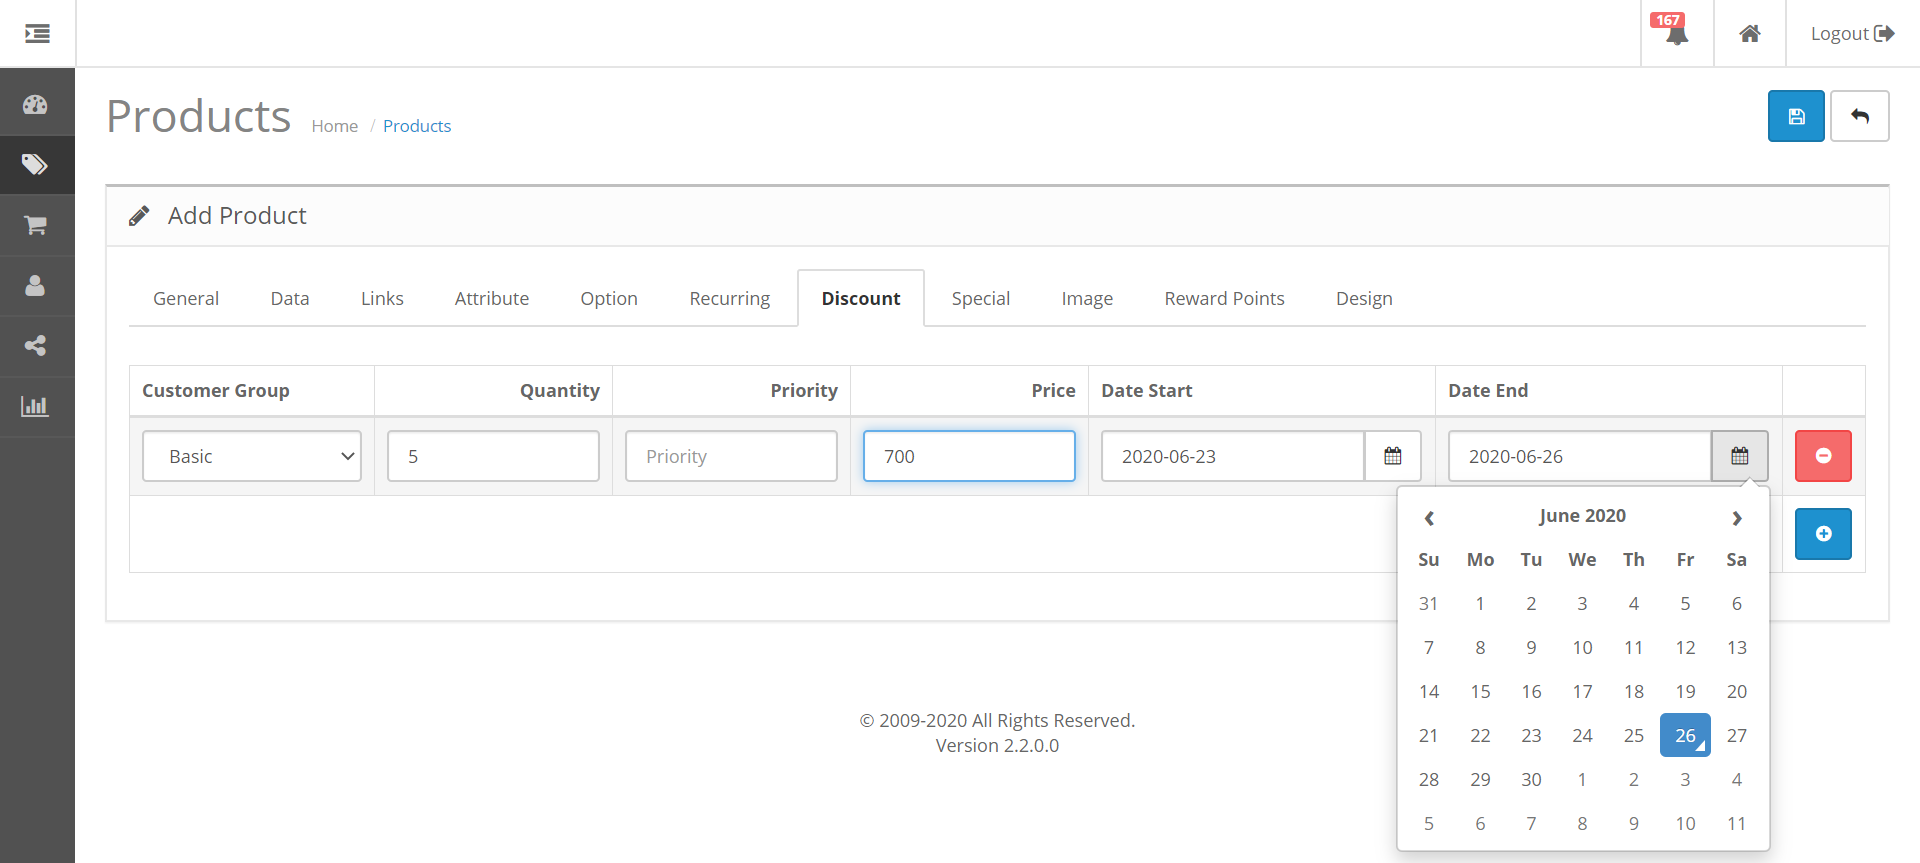 167
Logout
Products Home / Products
Add Product
General Data Links Attribute Option Recurring Discount Special Image Reward Points Design
Customer Group Quantity Priority Price Date Start Date End
Basic 5 Priority 700 2020-06-23 2020-06-26
‹ June 2020 ›
Su Mo Tu We Th Fr Sa
31 1 2 3 4 5 6
7 8 9 10 11 12 13
14 15 16 17 18 19 20
21 22 23 24 25 26 27
28 29 30 1 2 3 4
5 6 7 8 9 10 11
© 2009-2020 All Rights Reserved.
Version 2.2.0.0